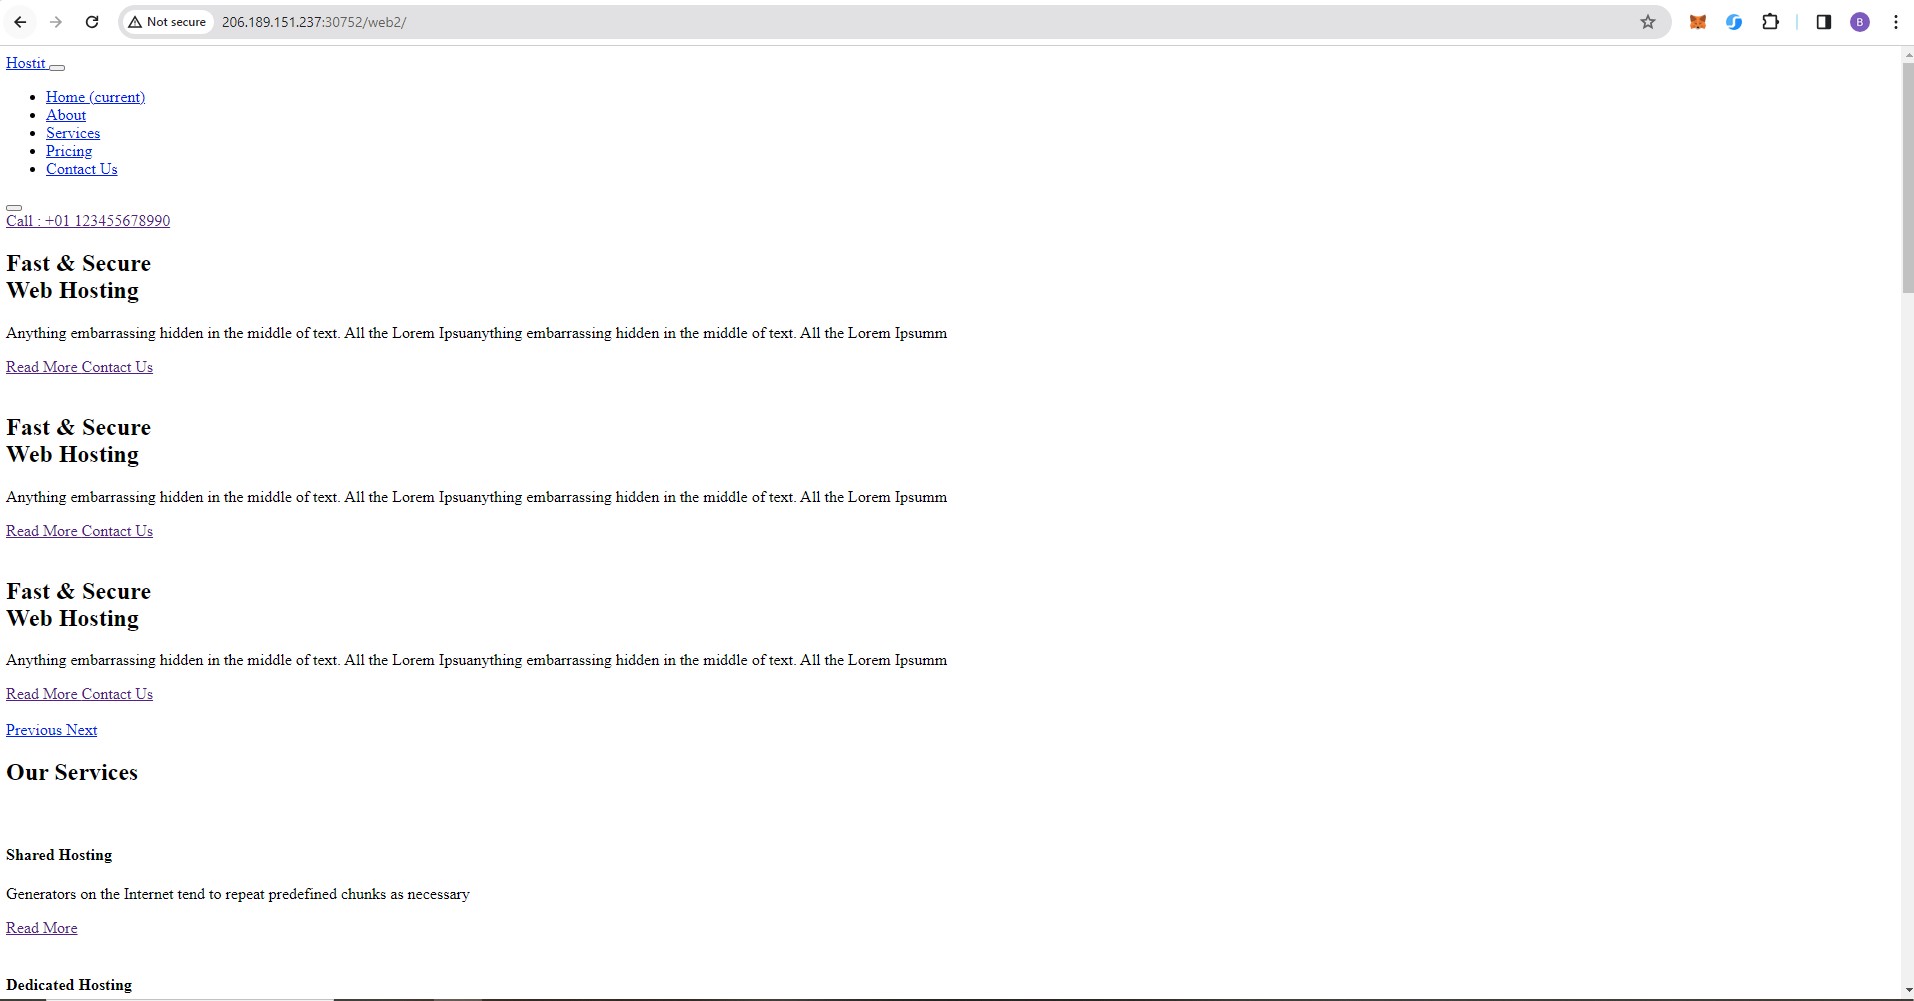 Not secure 206.189.151.237:30752/web2/
B
Hostit
Home (current)
About
Services
Pricing
Contact Us
Call : +01 123455678990
Fast & Secure
Web Hosting
Anything embarrassing hidden in the middle of text. All the Lorem Ipsuanything embarrassing hidden in the middle of text. All the Lorem Ipsumm
Read More Contact Us
Fast & Secure
Web Hosting
Anything embarrassing hidden in the middle of text. All the Lorem Ipsuanything embarrassing hidden in the middle of text. All the Lorem Ipsumm
Read More Contact Us
Fast & Secure
Web Hosting
Anything embarrassing hidden in the middle of text. All the Lorem Ipsuanything embarrassing hidden in the middle of text. All the Lorem Ipsumm
Read More Contact Us
Previous Next
Our Services
Shared Hosting
Generators on the Internet tend to repeat predefined chunks as necessary
Read More
Dedicated Hosting